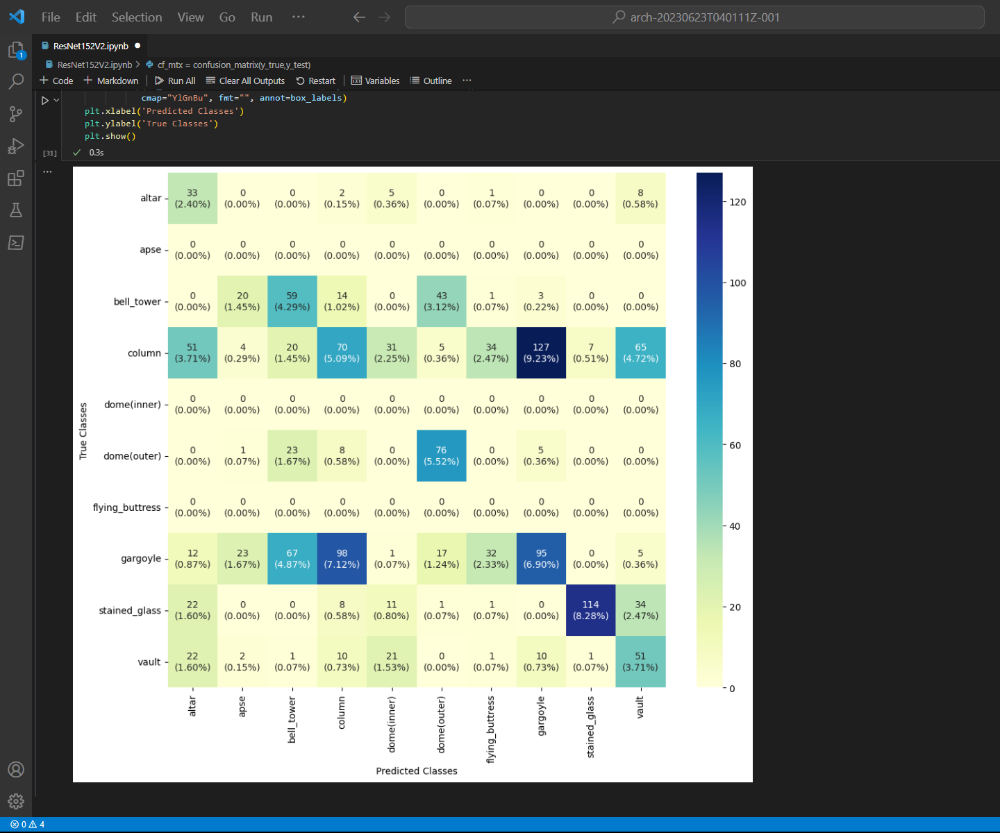 File Edit Selection View Go Run ··· arch-20230623T040111Z-001
1
ResNet152V2.ipynb
ResNet152V2.ipynb > cf_mtx = confusion_matrix(y_true,y_test)
+ Code + Markdown Run All Clear All Outputs Restart Variables Outline ···
cmap="YlGnBu", fmt="", annot=box_labels)
plt.xlabel('Predicted Classes')
plt.ylabel('True Classes')
plt.show()
[31] 0.3s
···
altar 33 0 0 2 5 0 1 0 0 8
(2.40%) (0.00%) (0.00%) (0.15%) (0.36%) (0.00%) (0.07%) (0.00%) (0.00%) (0.58%)
apse 0 0 0 0 0 0 0 0 0 0
(0.00%) (0.00%) (0.00%) (0.00%) (0.00%) (0.00%) (0.00%) (0.00%) (0.00%) (0.00%)
bell_tower 0 20 59 14 0 43 1 3 0 0
(0.00%) (1.45%) (4.29%) (1.02%) (0.00%) (3.12%) (0.07%) (0.22%) (0.00%) (0.00%)
column 51 4 20 70 31 5 34 127 7 65
(3.71%) (0.29%) (1.45%) (5.09%) (2.25%) (0.36%) (2.47%) (9.23%) (0.51%) (4.72%)
dome(inner) 0 0 0 0 0 0 0 0 0 0
(0.00%) (0.00%) (0.00%) (0.00%) (0.00%) (0.00%) (0.00%) (0.00%) (0.00%) (0.00%)
dome(outer) 0 1 23 8 0 76 0 5 0 0
(0.00%) (0.07%) (1.67%) (0.58%) (0.00%) (5.52%) (0.00%) (0.36%) (0.00%) (0.00%)
flying_buttress 0 0 0 0 0 0 0 0 0 0
(0.00%) (0.00%) (0.00%) (0.00%) (0.00%) (0.00%) (0.00%) (0.00%) (0.00%) (0.00%)
gargoyle 12 23 67 98 1 17 32 95 0 5
(0.87%) (1.67%) (4.87%) (7.12%) (0.07%) (1.24%) (2.33%) (6.90%) (0.00%) (0.36%)
stained_glass 22 0 0 8 11 1 1 0 114 34
(1.60%) (0.00%) (0.00%) (0.58%) (0.80%) (0.07%) (0.07%) (0.00%) (8.28%) (2.47%)
vault 22 2 1 10 21 0 1 10 1 51
(1.60%) (0.15%) (0.07%) (0.73%) (1.53%) (0.00%) (0.07%) (0.73%) (0.07%) (3.71%)
True Classes
altar
apse
bell_tower
column
dome(inner)
dome(outer)
flying_buttress
gargoyle
stained_glass
vault
Predicted Classes
120
100
80
60
40
20
0
0 4